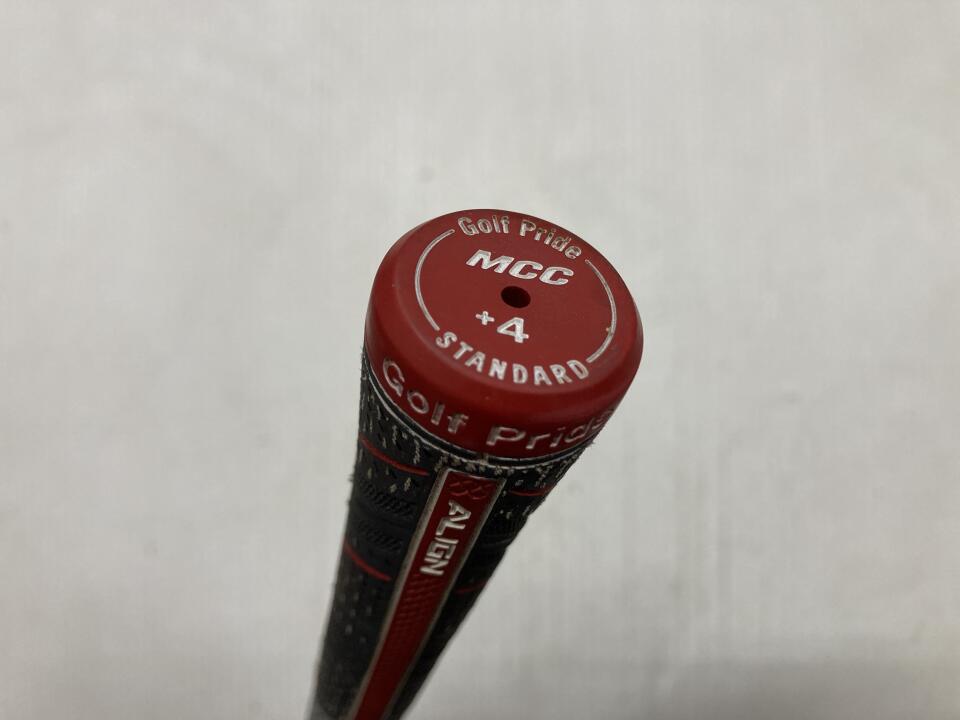 Golf Pride
MCC
+4
STANDARD
Golf Pride
ALIGN